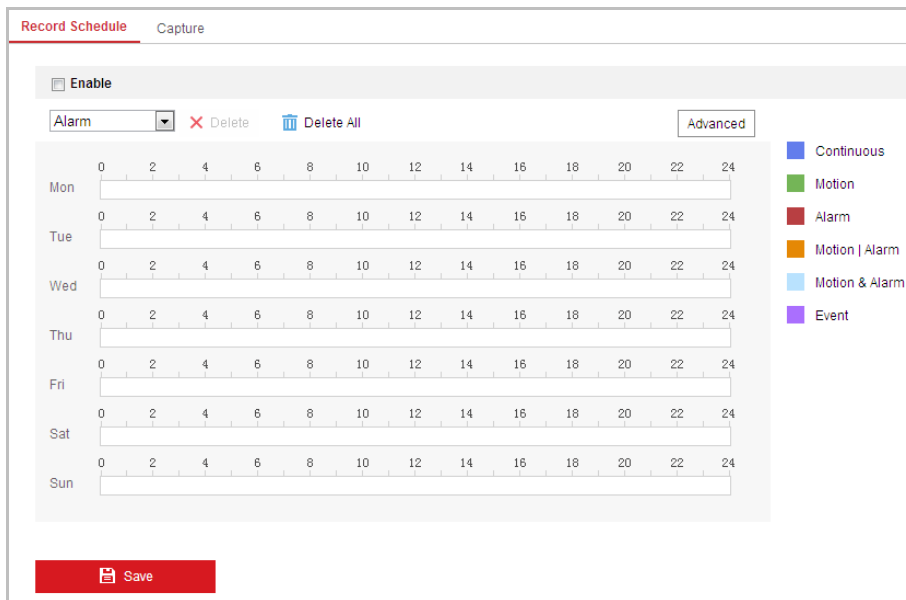 Record Schedule Capture
Enable
Alarm Delete Delete All Advanced
0 2 4 6 8 10 12 14 16 18 20 22 24
Mon
0 2 4 6 8 10 12 14 16 18 20 22 24
Tue
0 2 4 6 8 10 12 14 16 18 20 22 24
Wed
0 2 4 6 8 10 12 14 16 18 20 22 24
Thu
0 2 4 6 8 10 12 14 16 18 20 22 24
Fri
0 2 4 6 8 10 12 14 16 18 20 22 24
Sat
0 2 4 6 8 10 12 14 16 18 20 22 24
Sun
Continuous
Motion
Alarm
Motion | Alarm
Motion & Alarm
Event
Save